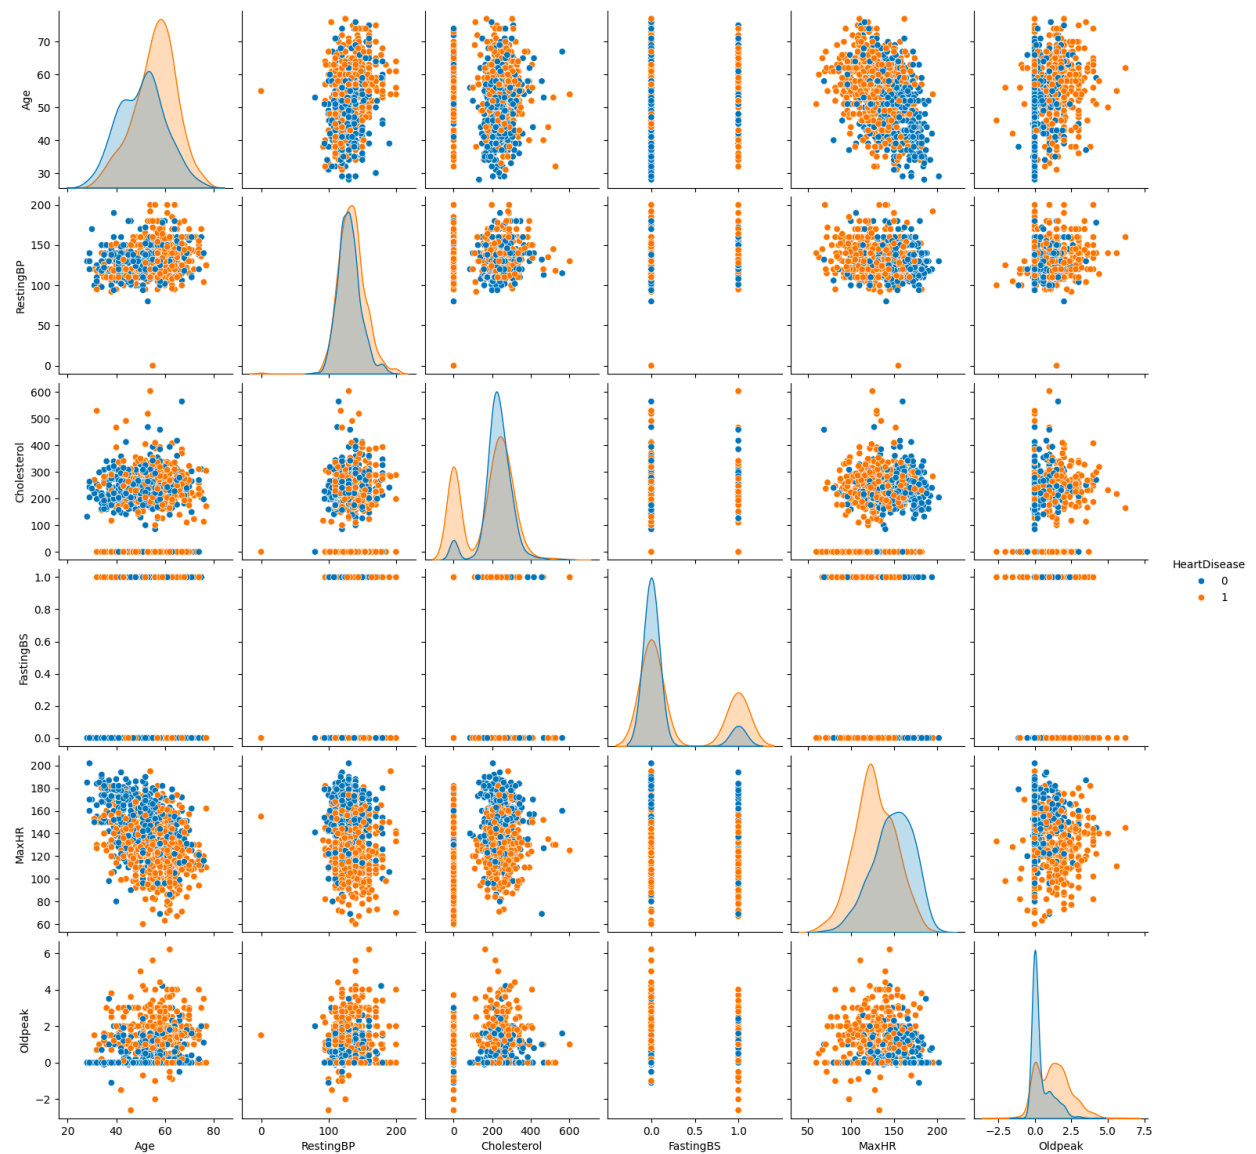 70
60
50
40
30
Age
200
150
100
50
0
RestingBP
600
500
400
300
200
100
0
Cholesterol
1.0
0.8
0.6
0.4
0.2
0.0
FastingBS
HeartDisease
0
1
200
180
160
140
120
100
80
60
MaxHR
6
4
2
0
−2
Oldpeak
20 40 60 80
Age
0 100 200
RestingBP
0 200 400 600
Cholesterol
0.0 0.5 1.0
FastingBS
50 100 150 200
MaxHR
−2.5 0.0 2.5 5.0 7.5
Oldpeak